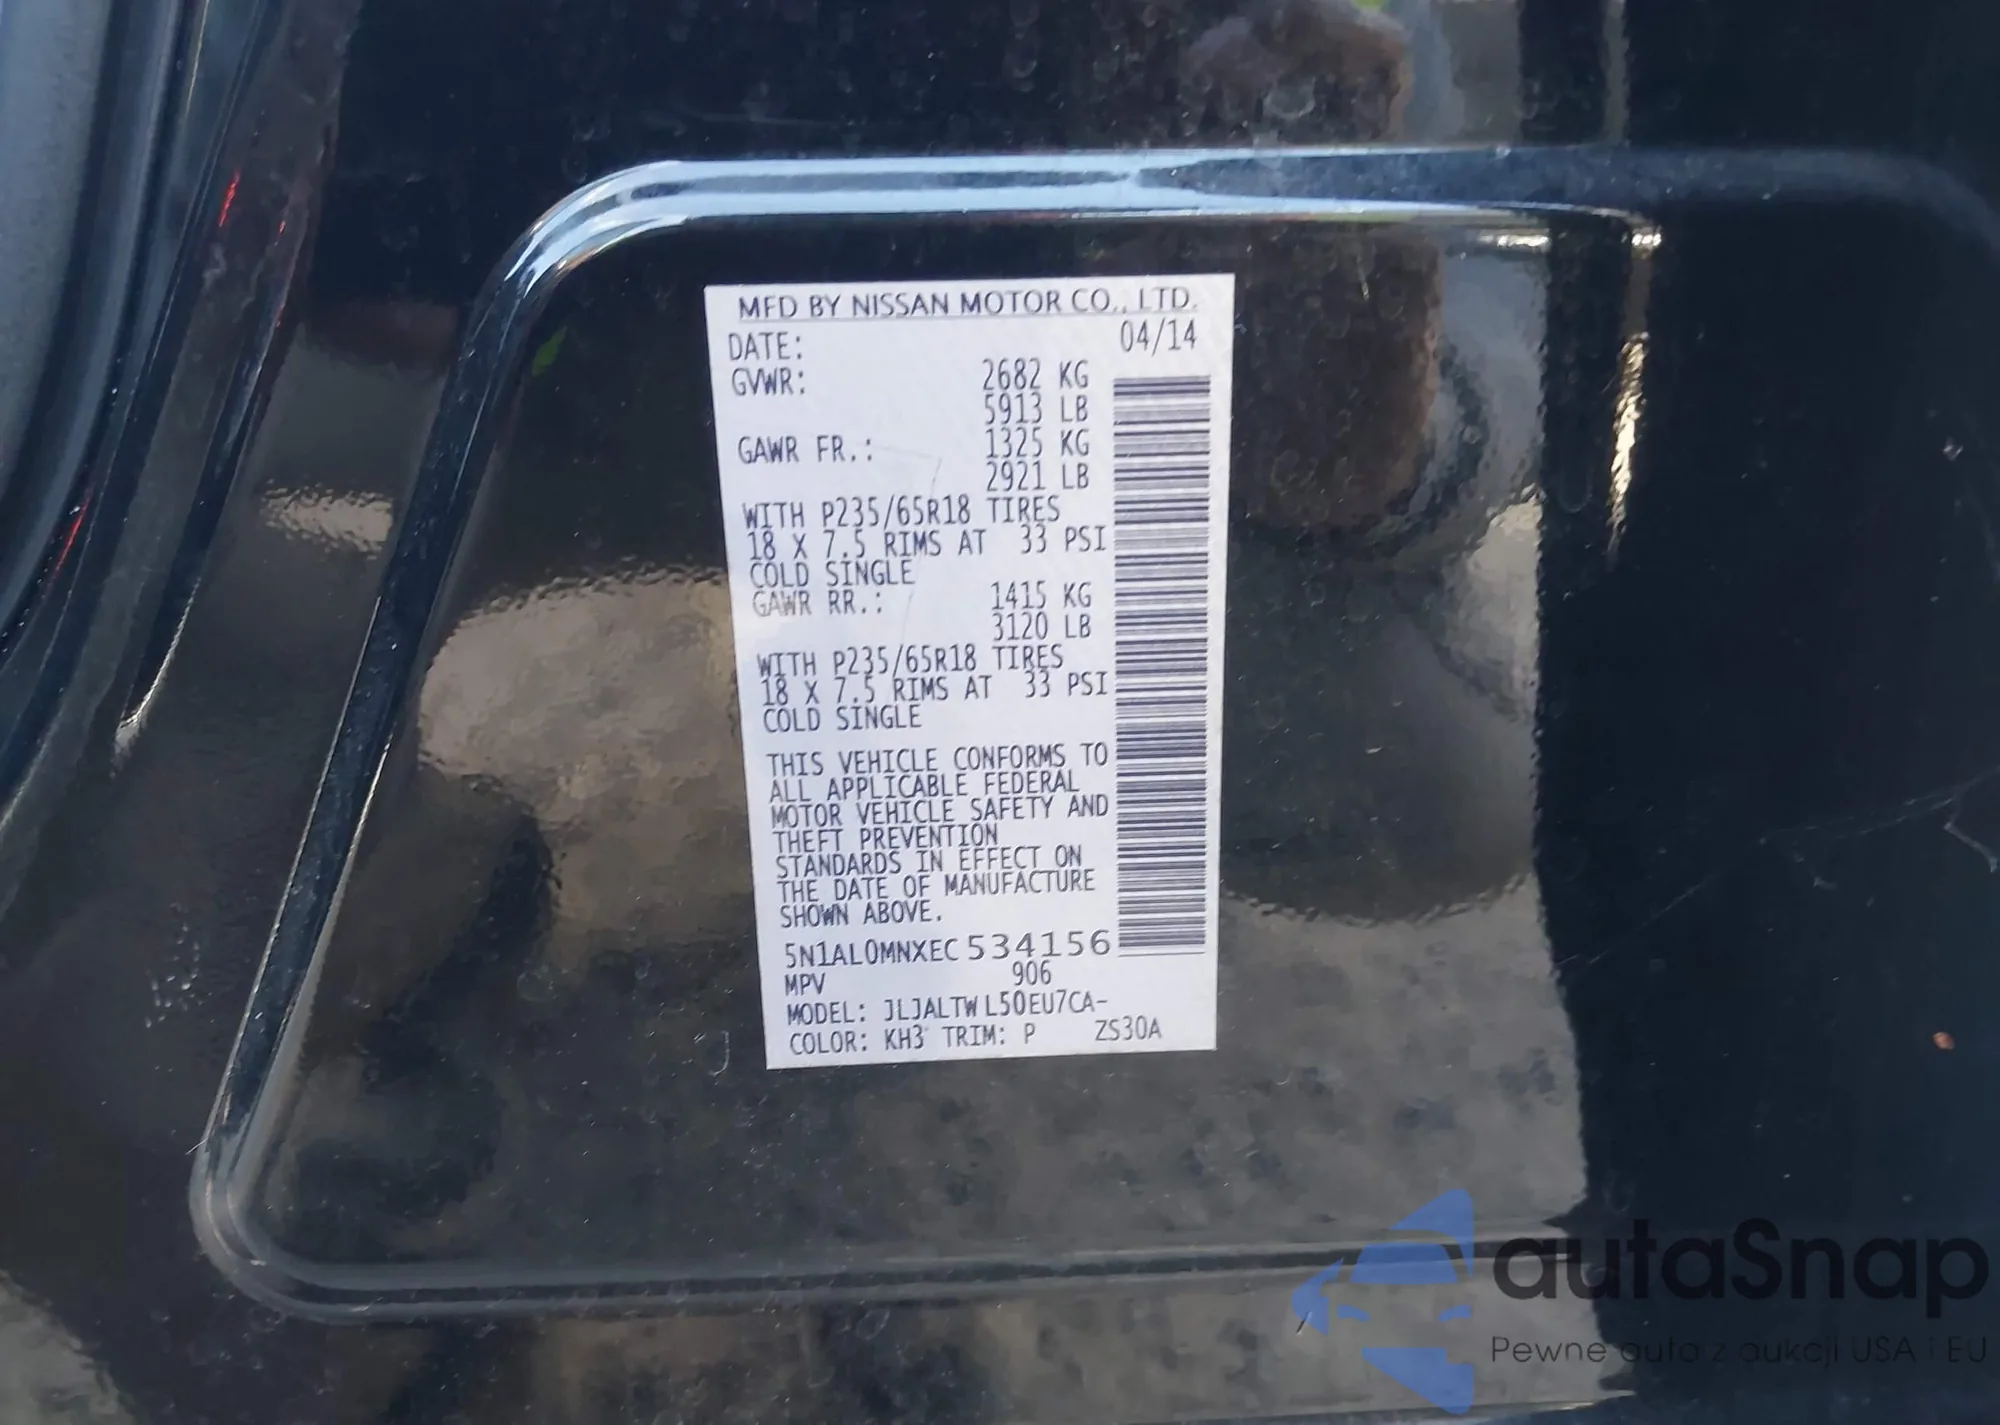 MFD BY NISSAN MOTOR CO., LTD.
DATE: 04/14
GVWR: 2682 KG
5913 LB
GAWR FR.: 1325 KG
2921 LB
WITH P235/65R18 TIRES
18 X 7.5 RIMS AT 33 PSI
COLD SINGLE
GAWR RR.: 1415 KG
3120 LB
WITH P235/65R18 TIRES
18 X 7.5 RIMS AT 33 PSI
COLD SINGLE
THIS VEHICLE CONFORMS TO
ALL APPLICABLE FEDERAL
MOTOR VEHICLE SAFETY AND
THEFT PREVENTION
STANDARDS IN EFFECT ON
THE DATE OF MANUFACTURE
SHOWN ABOVE.
5N1AL0MNXEC534156
MPV 906
MODEL: JLJALTWL50EU7CA-
COLOR: KH3 TRIM: P ZS30A
autaSnap
Pewne auta z aukcji USA i EU